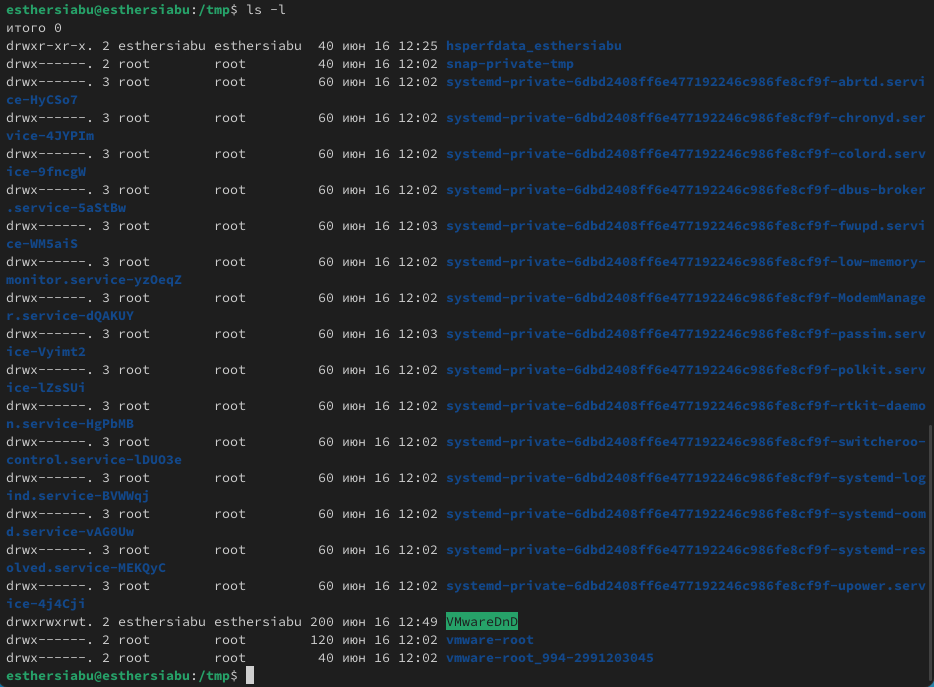 esthersiabu@esthersiabu:/tmp$ ls -l
итого 0
drwxr-xr-x. 2 esthersiabu esthersiabu  40 июн 16 12:25 hsperfdata_esthersiabu
drwx------. 2 root        root         40 июн 16 12:02 snap-private-tmp
drwx------. 3 root        root         60 июн 16 12:02 systemd-private-6dbd2408ff6e477192246c986fe8cf9f-abrtd.servi
ce-HyCSo7
drwx------. 3 root        root         60 июн 16 12:02 systemd-private-6dbd2408ff6e477192246c986fe8cf9f-chronyd.ser
vice-4JYPIm
drwx------. 3 root        root         60 июн 16 12:02 systemd-private-6dbd2408ff6e477192246c986fe8cf9f-colord.serv
ice-9fncgW
drwx------. 3 root        root         60 июн 16 12:02 systemd-private-6dbd2408ff6e477192246c986fe8cf9f-dbus-broker
.service-5aStBw
drwx------. 3 root        root         60 июн 16 12:03 systemd-private-6dbd2408ff6e477192246c986fe8cf9f-fwupd.servi
ce-WM5aiS
drwx------. 3 root        root         60 июн 16 12:02 systemd-private-6dbd2408ff6e477192246c986fe8cf9f-low-memory-
monitor.service-yzOeqZ
drwx------. 3 root        root         60 июн 16 12:02 systemd-private-6dbd2408ff6e477192246c986fe8cf9f-ModemManage
r.service-dQAKUY
drwx------. 3 root        root         60 июн 16 12:03 systemd-private-6dbd2408ff6e477192246c986fe8cf9f-passim.serv
ice-Vyimt2
drwx------. 3 root        root         60 июн 16 12:02 systemd-private-6dbd2408ff6e477192246c986fe8cf9f-polkit.serv
ice-lZsSUi
drwx------. 3 root        root         60 июн 16 12:02 systemd-private-6dbd2408ff6e477192246c986fe8cf9f-rtkit-daemo
n.service-HgPbMB
drwx------. 3 root        root         60 июн 16 12:02 systemd-private-6dbd2408ff6e477192246c986fe8cf9f-switcheroo-
control.service-lDUO3e
drwx------. 3 root        root         60 июн 16 12:02 systemd-private-6dbd2408ff6e477192246c986fe8cf9f-systemd-log
ind.service-BVWWqj
drwx------. 3 root        root         60 июн 16 12:02 systemd-private-6dbd2408ff6e477192246c986fe8cf9f-systemd-oom
d.service-vAG0Uw
drwx------. 3 root        root         60 июн 16 12:02 systemd-private-6dbd2408ff6e477192246c986fe8cf9f-systemd-res
olved.service-MEKQyC
drwx------. 3 root        root         60 июн 16 12:02 systemd-private-6dbd2408ff6e477192246c986fe8cf9f-upower.serv
ice-4j4Cji
drwxrwxrwt. 2 esthersiabu esthersiabu 200 июн 16 12:49 VMwareDnD
drwx------. 2 root        root        120 июн 16 12:02 vmware-root
drwx------. 2 root        root         40 июн 16 12:02 vmware-root_994-2991203045
esthersiabu@esthersiabu:/tmp$